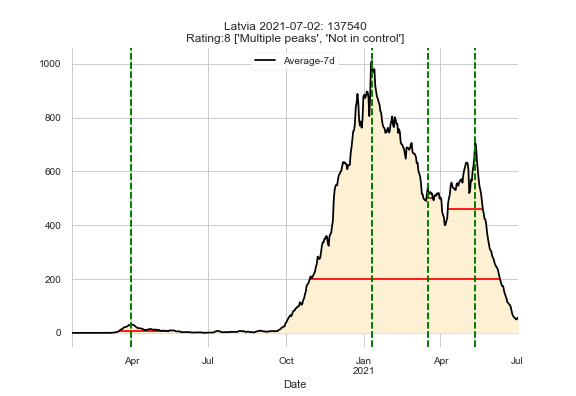 Latvia 2021-07-02: 137540
Rating:8 ['Multiple peaks', 'Not in control']
Average-7d
1000
800
600
400
200
0
Apr Jul Oct Jan Apr Jul
2021
Date